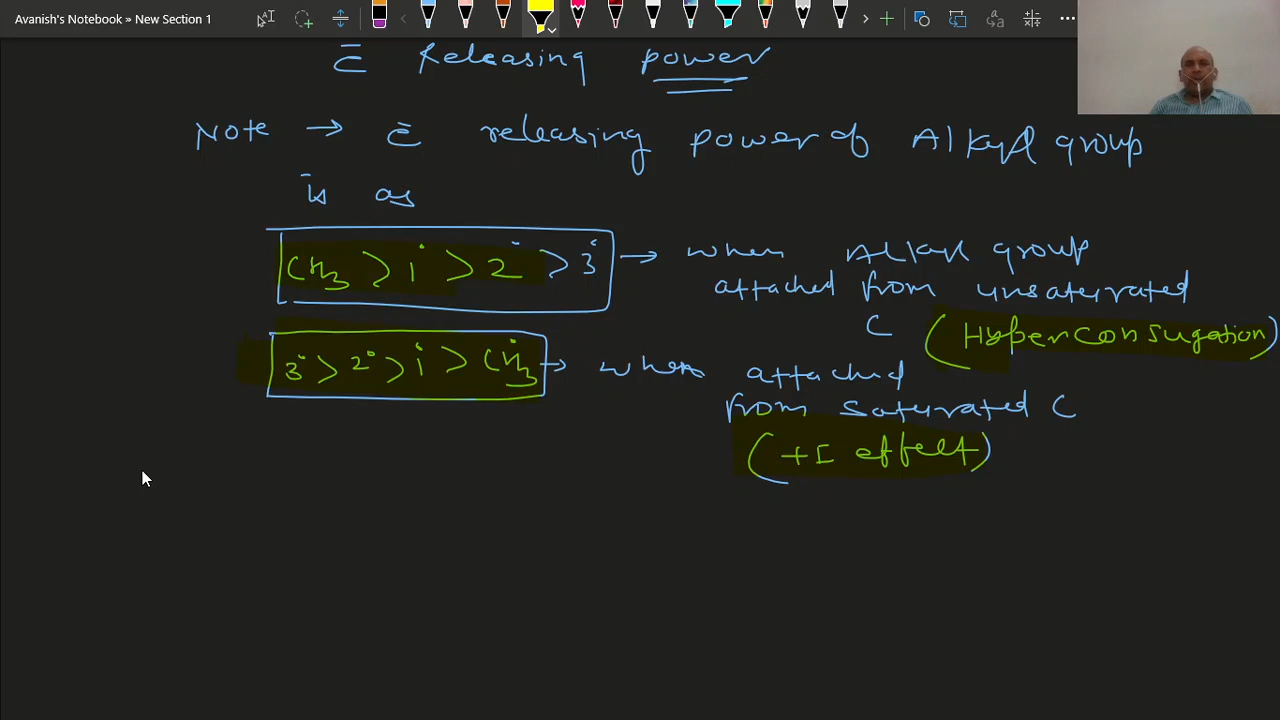 Avanish's Notebook » New Section 1
ē Releasing power
Note → ē releasing power of Alkyl group
is as
CH3 > 1° > 2° > 3° → when Alkyl group
attached from unsaturated
C (Hyperconjugation)
3° > 2° > 1° > CH3 → when attached
from saturated C
(+I effect)